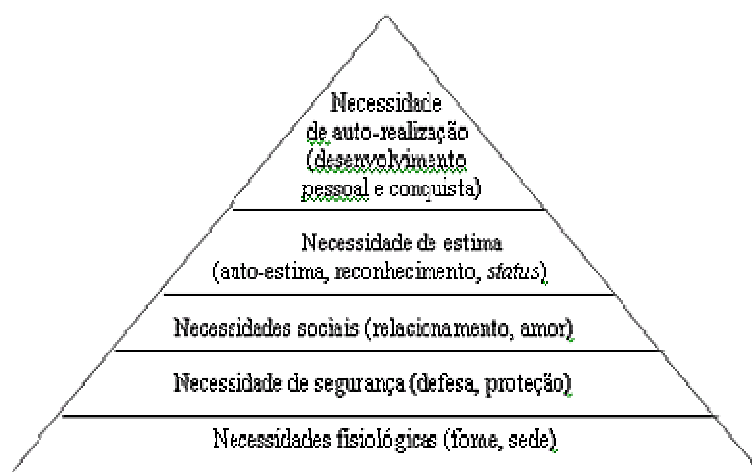 Necessidade
de auto-realização
(desenvolvimento
pessoal e conquista)
Necessidade de estima
(auto-estima, reconhecimento, status)
Necessidades sociais (relacionamento, amor)
Necessidade de segurança (defesa, proteção)
Necessidades fisiológicas (fome, sede)